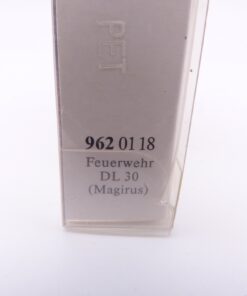 PET
962 01 18
Feuerwehr
DL 30
(Magirus)